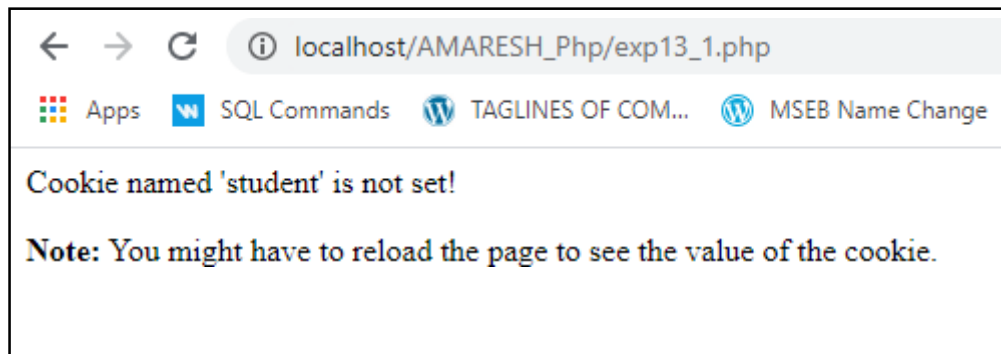 localhost/AMARESH_Php/exp13_1.php
Apps SQL Commands TAGLINES OF COM... MSEB Name Change
Cookie named 'student' is not set!
Note: You might have to reload the page to see the value of the cookie.